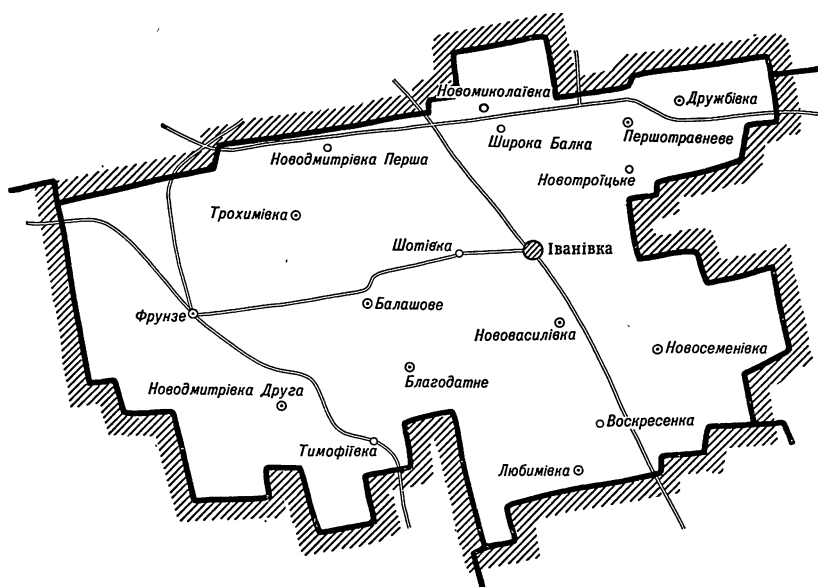 Новомиколаївка
Дружбівка
Широка Балка
Першотравневе
Новодмитрівка Перша
Новотроїцьке
Трохимівка
Шотівка
Іванівка
Фрунзе
Балашове
Нововасилівка
Новосеменівка
Благодатне
Новодмитрівка Друга
Воскресенка
Тимофіївка
Любимівка